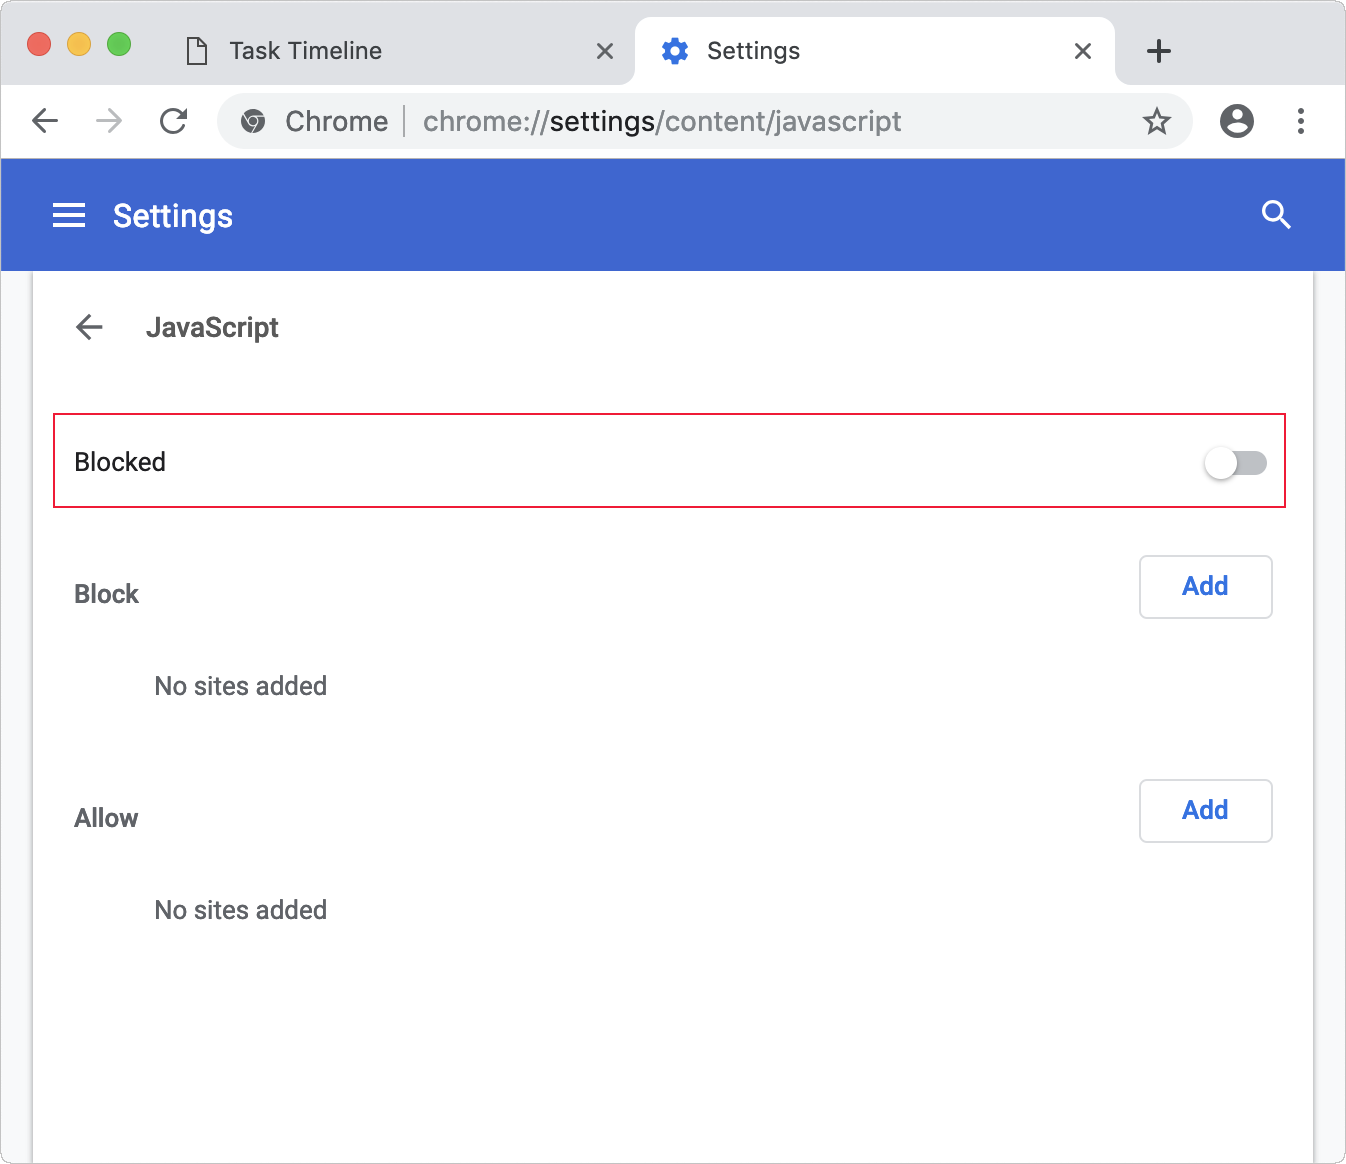 Task Timeline
Settings
Chrome
chrome://settings/content/javascript
Settings
JavaScript
Blocked
Block
Add
No sites added
Allow
Add
No sites added